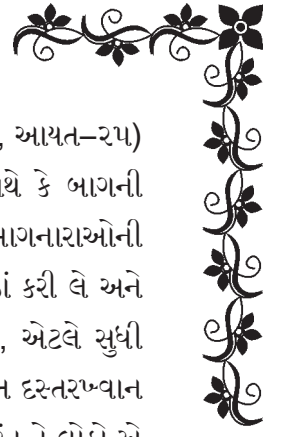 , આયત–૨૫)
થે કે બાગની
માગનારાઓની
કરી લે અને
, એટલે સુધી
દસ્તરખ્વાન